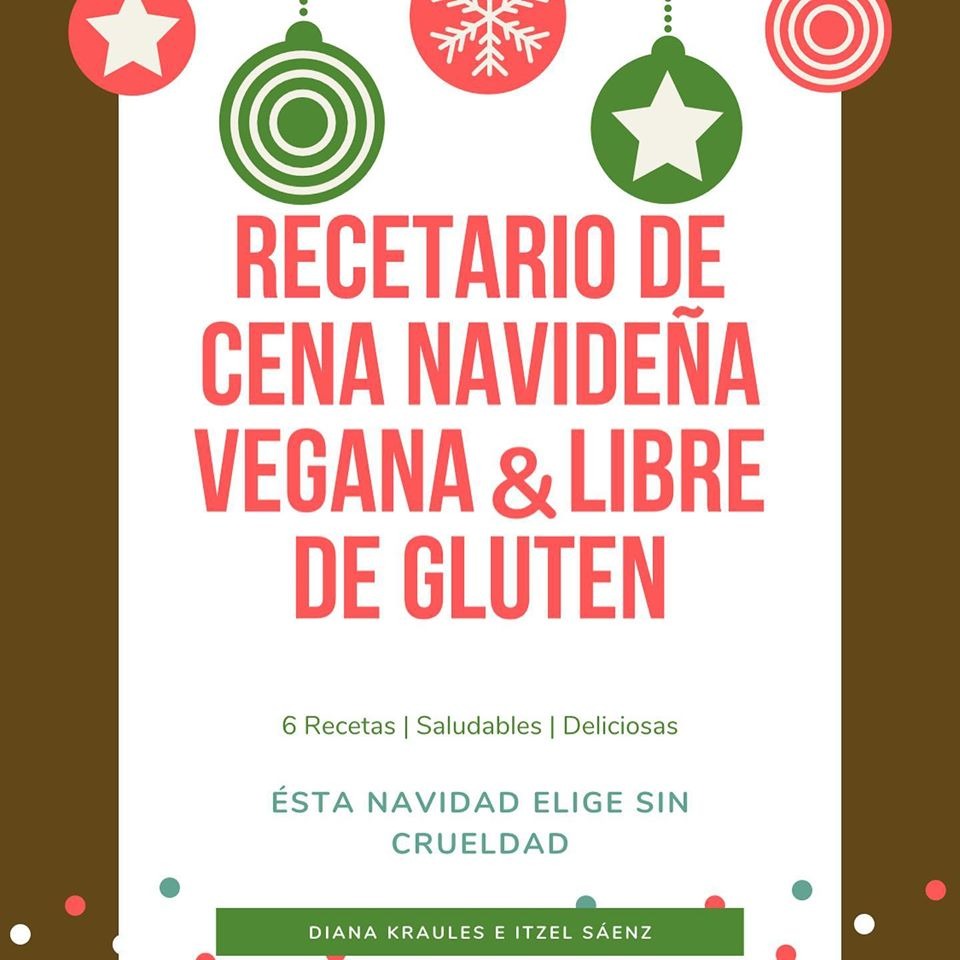 RECETARIO DE
CENA NAVIDEÑA
VEGANA & LIBRE
DE GLUTEN
6 Recetas | Saludables | Deliciosas
ÉSTA NAVIDAD ELIGE SIN
CRUELDAD
DIANA KRAULES E ITZEL SÁENZ